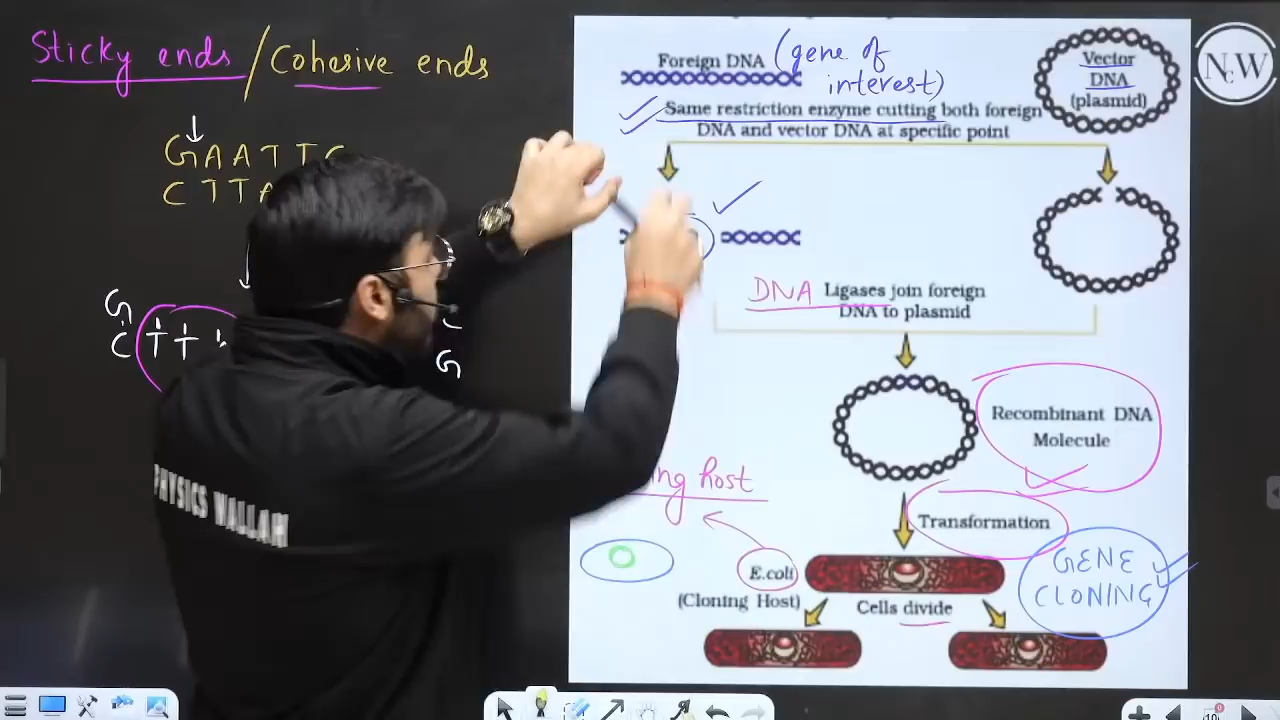 Sticky ends / Cohesive ends
GAATTC
CTTA
G
C TT
G
Foreign DNA (gene of interest)
Vector
DNA
(plasmid)
Same restriction enzyme cutting both foreign
DNA and vector DNA at specific point
DNA Ligases join foreign
DNA to plasmid
Recombinant DNA
Molecule
host
Transformation
GENE
CLONING
E.coli
(Cloning Host)
Cells divide
NcW
PHYSICS WALLAH